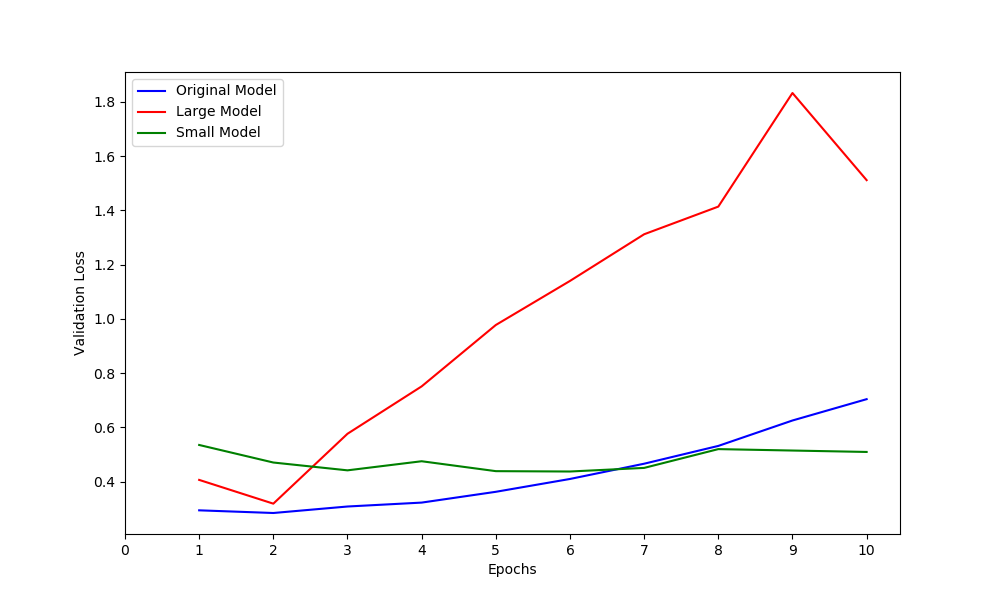 Original Model
Large Model
Small Model
1.8
1.6
1.4
1.2
1.0
0.8
0.6
0.4
Validation Loss
0 1 2 3 4 5 6 7 8 9 10
Epochs